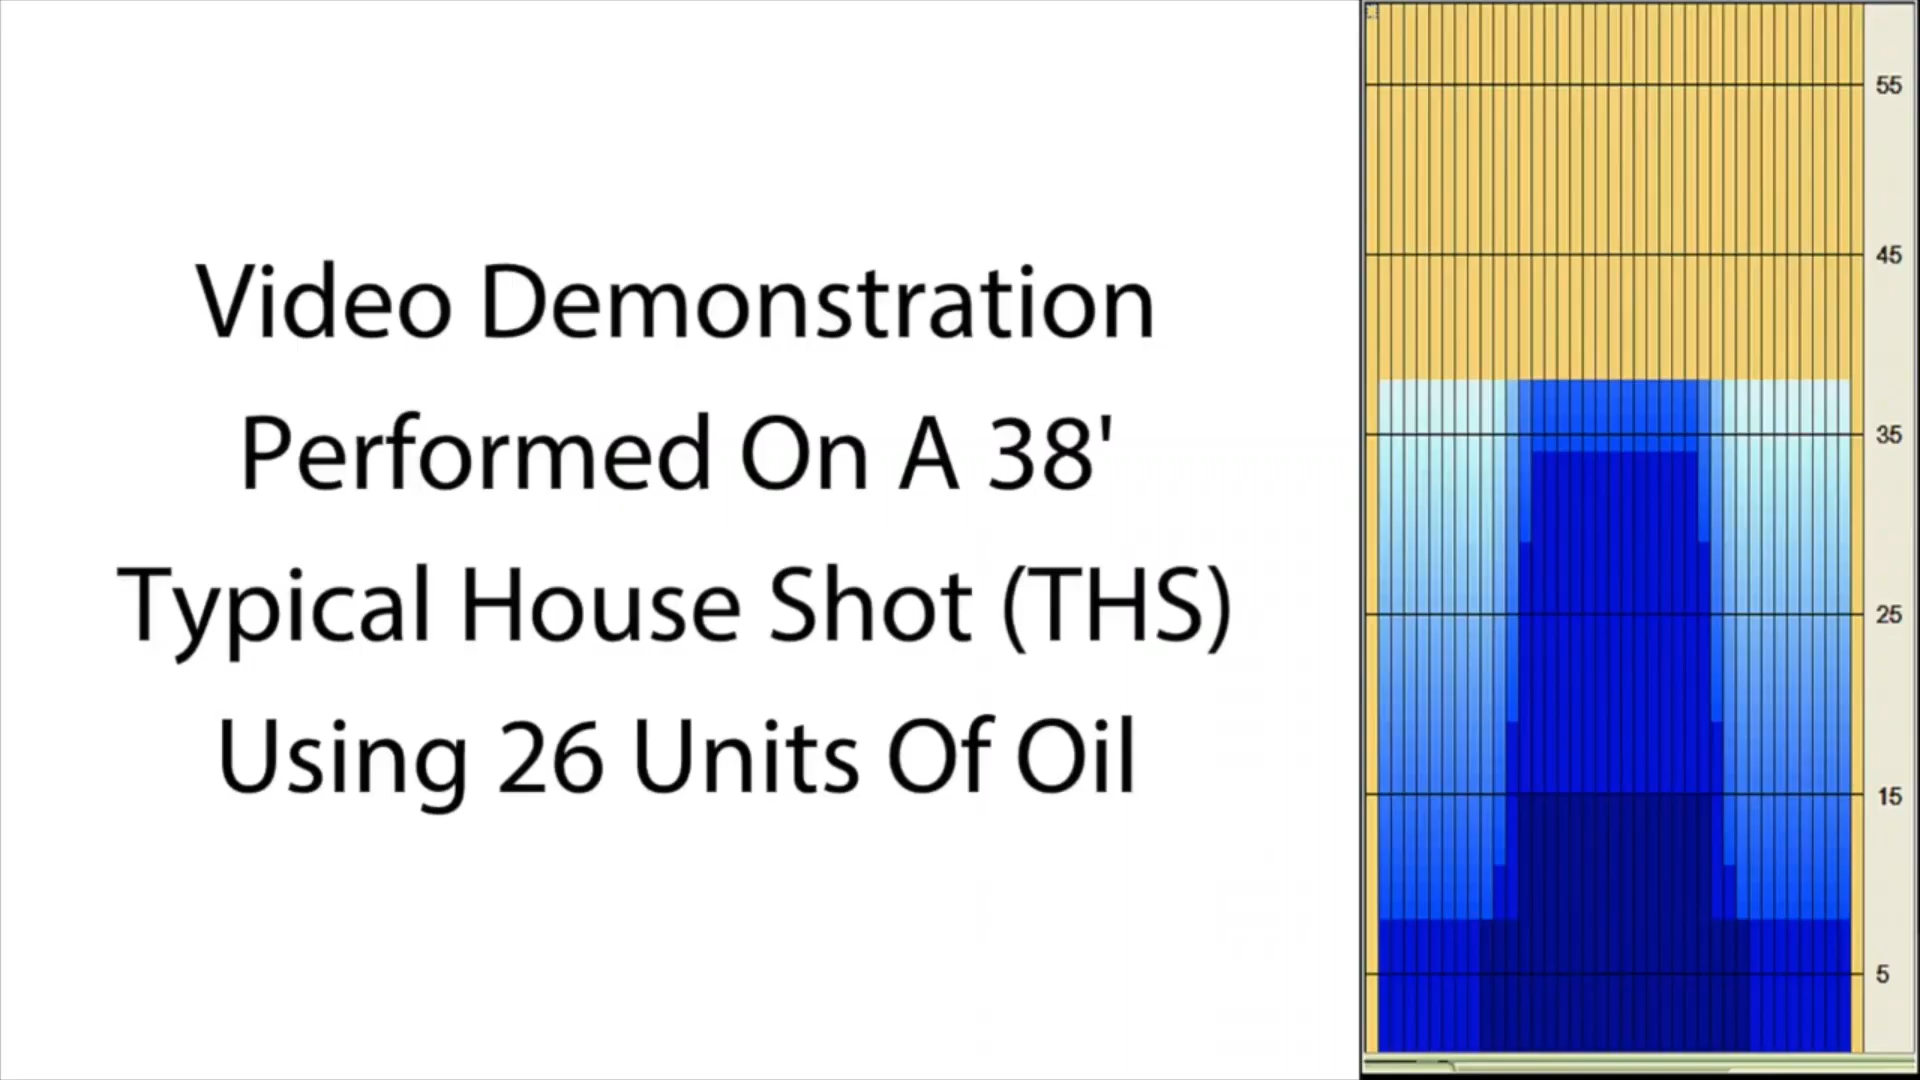 Video Demonstration
Performed On A 38'
Typical House Shot (THS)
Using 26 Units Of Oil
55
45
35
25
15
5